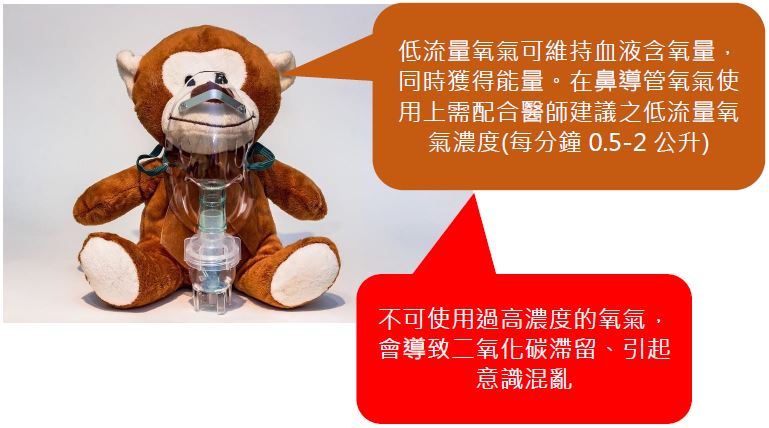 低流量氧氣可維持血液含氧量，
同時獲得能量。在鼻導管氧氣使
用上需配合醫師建議之低流量氧
氣濃度(每分鐘 0.5-2 公升)
不可使用過高濃度的氧氣，
會導致二氧化碳滯留、引起
意識混亂